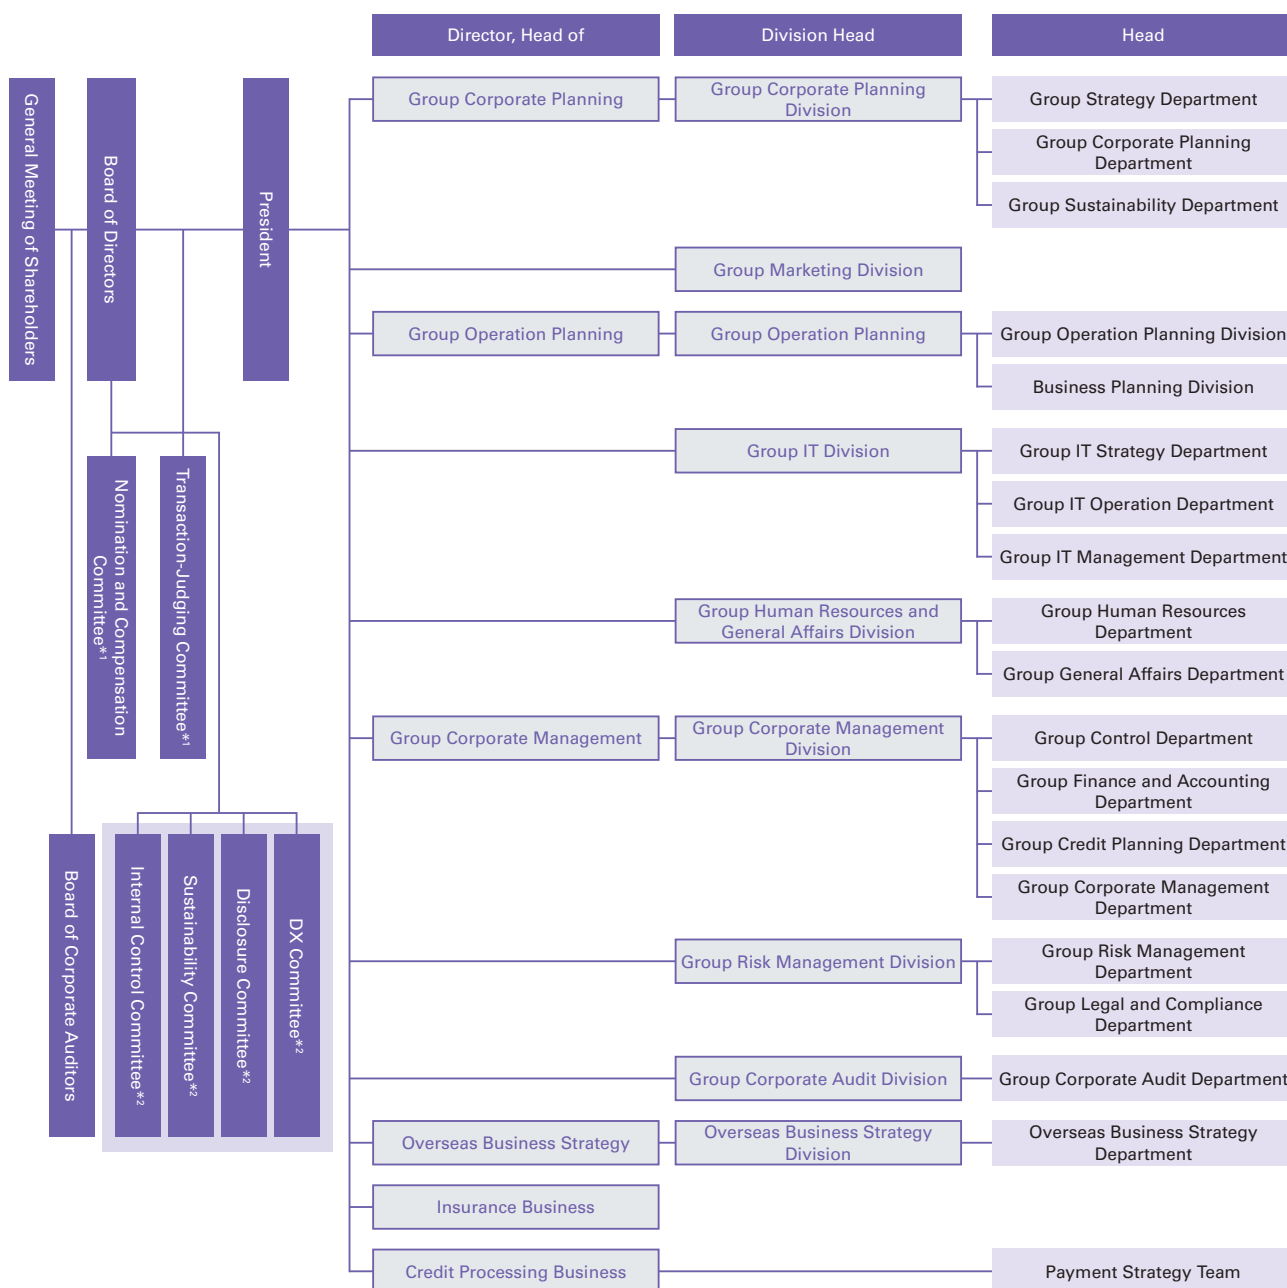 Director, Head of
Division Head
Head
General Meeting of Shareholders
Board of Directors
President
Nomination and Compensation
Committee*1
Transaction-Judging Committee*1
Board of Corporate Auditors
Internal Control Committee*2
Sustainability Committee*2
Disclosure Committee*2
DX Committee*2
Group Corporate Planning
Group Corporate Planning
Division
Group Strategy Department
Group Corporate Planning
Department
Group Sustainability Department
Group Marketing Division
Group Operation Planning
Group Operation Planning
Group Operation Planning Division
Business Planning Division
Group IT Division
Group IT Strategy Department
Group IT Operation Department
Group IT Management Department
Group Human Resources and
General Affairs Division
Group Human Resources
Department
Group General Affairs Department
Group Corporate Management
Group Corporate Management
Division
Group Control Department
Group Finance and Accounting
Department
Group Credit Planning Department
Group Corporate Management
Department
Group Risk Management Division
Group Risk Management
Department
Group Legal and Compliance
Department
Group Corporate Audit Division
Group Corporate Audit Department
Overseas Business Strategy
Overseas Business Strategy
Division
Overseas Business Strategy
Department
Insurance Business
Credit Processing Business
Payment Strategy Team